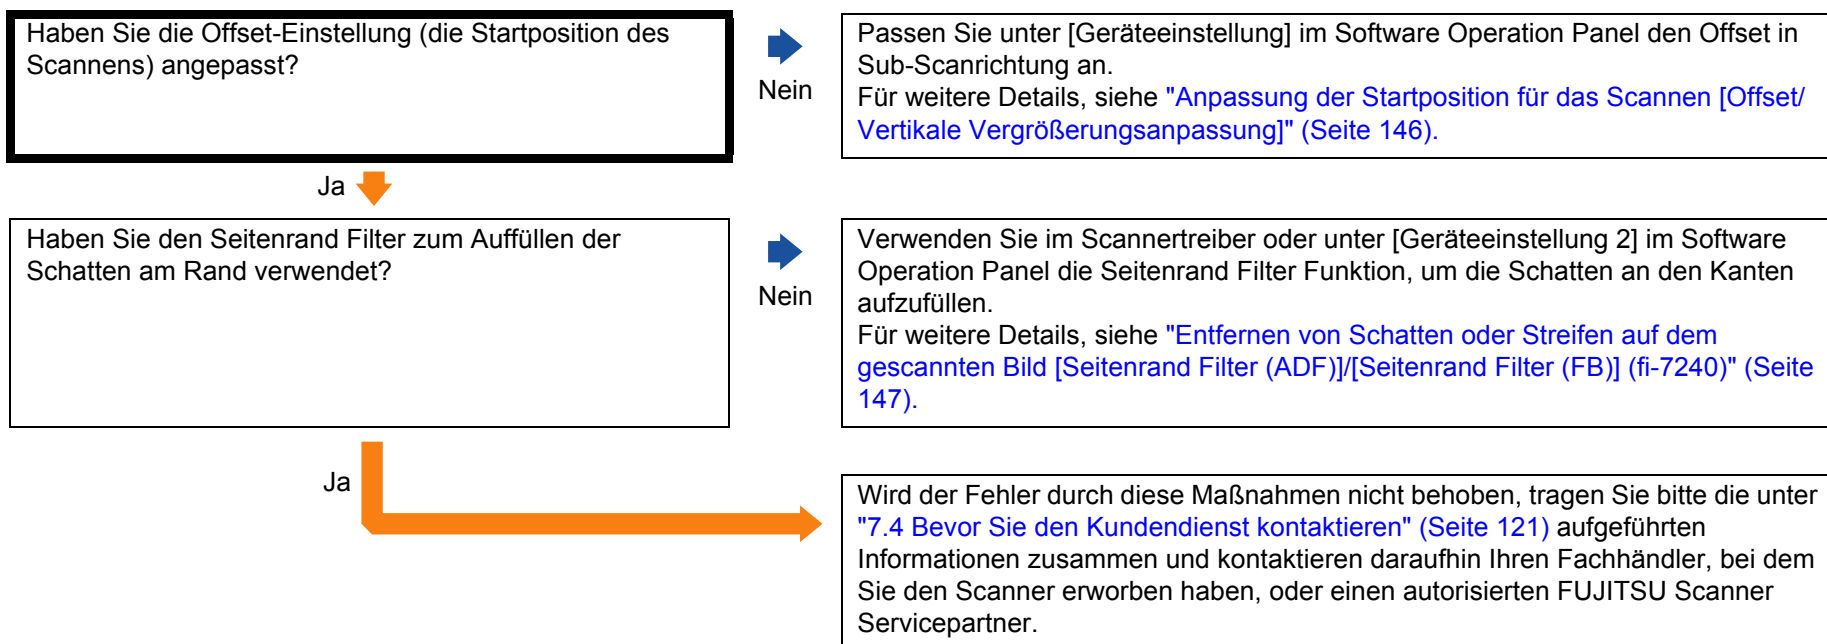 Haben Sie die Offset-Einstellung (die Startposition des
Scannens) angepasst?
Nein
Passen Sie unter [Geräteeinstellung] im Software Operation Panel den Offset in
Sub-Scanrichtung an.
Für weitere Details, siehe "Anpassung der Startposition für das Scannen [Offset/
Vertikale Vergrößerungsanpassung]" (Seite 146).
Ja
Haben Sie den Seitenrand Filter zum Auffüllen der
Schatten am Rand verwendet?
Nein
Verwenden Sie im Scannertreiber oder unter [Geräteeinstellung 2] im Software
Operation Panel die Seitenrand Filter Funktion, um die Schatten an den Kanten
aufzufüllen.
Für weitere Details, siehe "Entfernen von Schatten oder Streifen auf dem
gescannten Bild [Seitenrand Filter (ADF)]/[Seitenrand Filter (FB)] (fi-7240)" (Seite
147).
Ja
Wird der Fehler durch diese Maßnahmen nicht behoben, tragen Sie bitte die unter
"7.4 Bevor Sie den Kundendienst kontaktieren" (Seite 121) aufgeführten
Informationen zusammen und kontaktieren daraufhin Ihren Fachhändler, bei dem
Sie den Scanner erworben haben, oder einen autorisierten FUJITSU Scanner
Servicepartner.